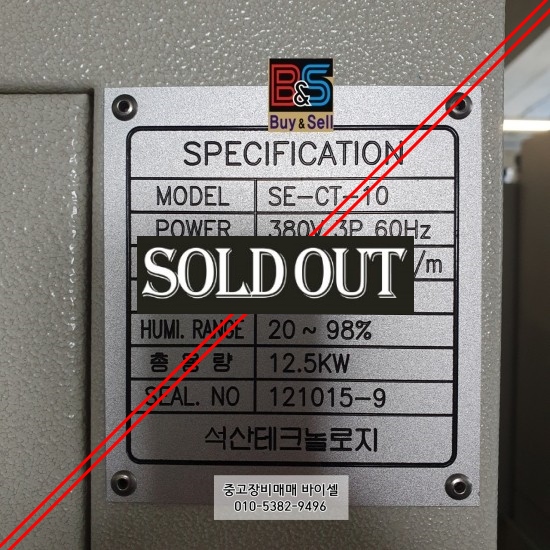 B&S
Buy & Sell
SPECIFICATION
MODEL SE-CT-10
POWER 380V 3P 60Hz
/m
SOLD OUT
HUMI. RANGE 20 ~ 98%
총 용 량 12.5KW
SEAL. NO 121015-9
석산테크놀로지
중고장비매매 바이셀
010-5382-9496